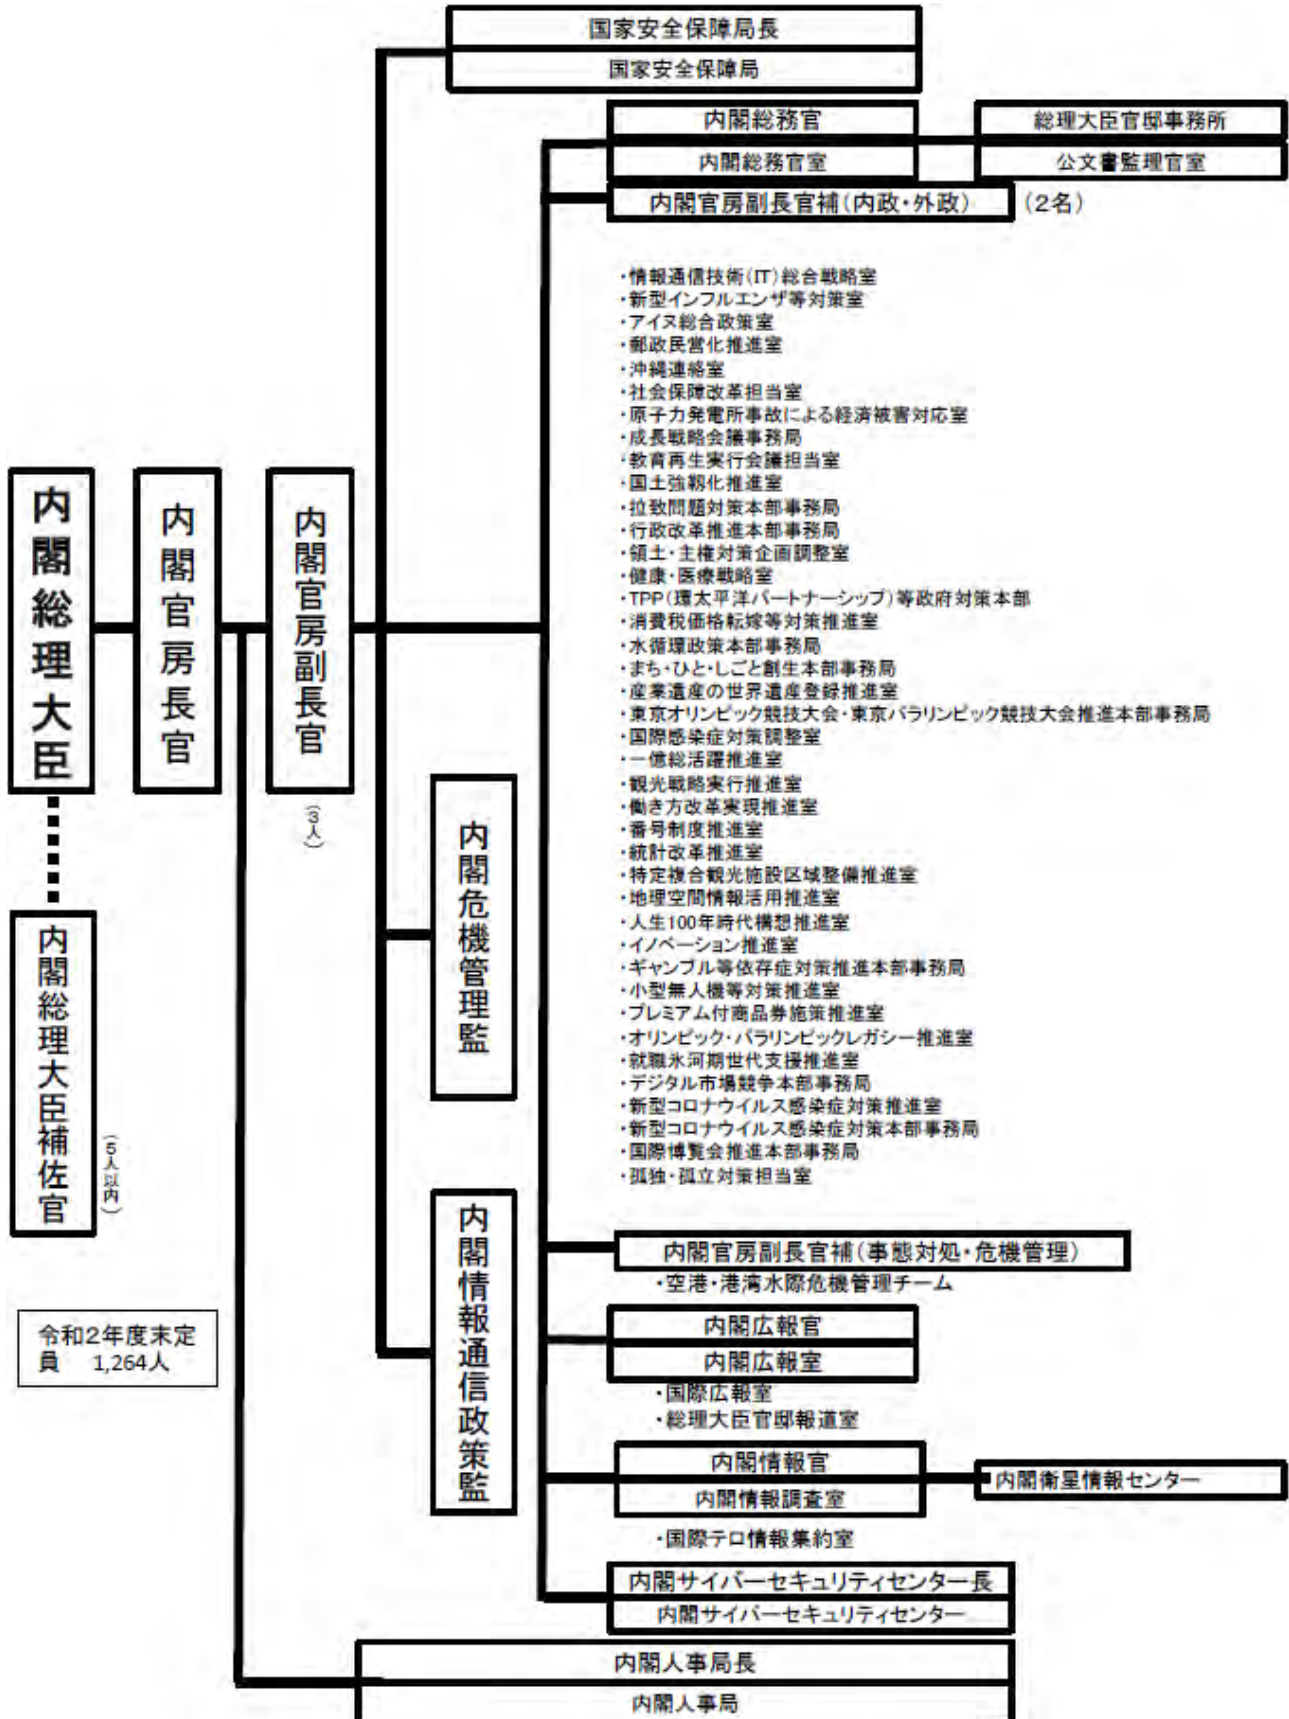 国家安全保障局長
国家安全保障局
内閣総務官
総理大臣官邸事務所
内閣総務官室
公文書監理官室
内閣官房副長官補(内政・外政)
(2名)
・情報通信技術(IT)総合戦略室
・新型インフルエンザ等対策室
・アイヌ総合政策室
・郵政民営化推進室
・沖縄連絡室
・社会保障改革担当室
・原子力発電所事故による経済被害対応室
・成長戦略会議事務局
・教育再生実行会議担当室
・国土強靱化推進室
・拉致問題対策本部事務局
・行政改革推進本部事務局
・領土・主権対策企画調整室
・健康・医療戦略室
・TPP(環太平洋パートナーシップ)等政府対策本部
・消費税価格転嫁等対策推進室
・水循環政策本部事務局
・まち・ひと・しごと創生本部事務局
・産業遺産の世界遺産登録推進室
・東京オリンピック競技大会・東京パラリンピック競技大会推進本部事務局
・国際感染症対策調整室
・一億総活躍推進室
・観光戦略実行推進室
・働き方改革実現推進室
・番号制度推進室
・統計改革推進室
・特定複合観光施設区域整備推進室
・地理空間情報活用推進室
・人生100年時代構想推進室
・イノベーション推進室
・ギャンブル等依存症対策推進本部事務局
・小型無人機等対策推進室
・プレミアム付商品券施策推進室
・オリンピック・パラリンピックレガシー推進室
・就職氷河期世代支援推進室
・デジタル市場競争本部事務局
・新型コロナウイルス感染症対策推進室
・新型コロナウイルス感染症対策本部事務局
・国際博覧会推進本部事務局
・孤独・孤立対策担当室
内閣総理大臣
内閣官房長官
内閣官房副長官
(3人)
内閣危機管理監
内閣総理大臣補佐官
(5人以内)
内閣情報通信政策監
令和2年度末定
員 1,264人
内閣官房副長官補(事態対処・危機管理)
・空港・港湾水際危機管理チーム
内閣広報官
内閣広報室
・国際広報室
・総理大臣官邸報道室
内閣情報官
内閣情報調査室
内閣衛星情報センター
・国際テロ情報集約室
内閣サイバーセキュリティセンター長
内閣サイバーセキュリティセンター
内閣人事局長
内閣人事局